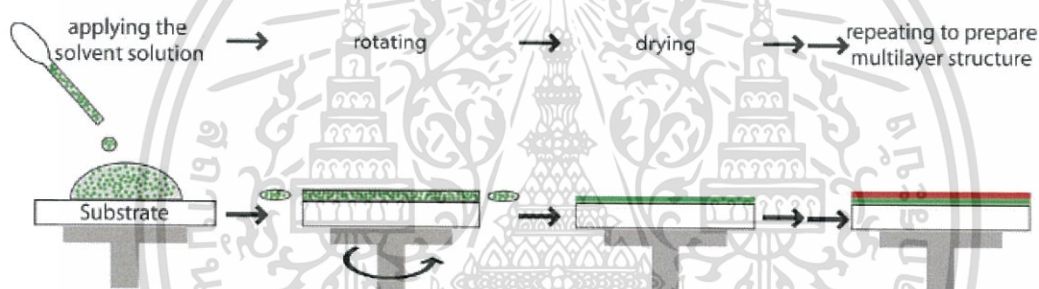 applying the
solvent solution
rotating
drying
repeating to prepare
multilayer structure
Substrate